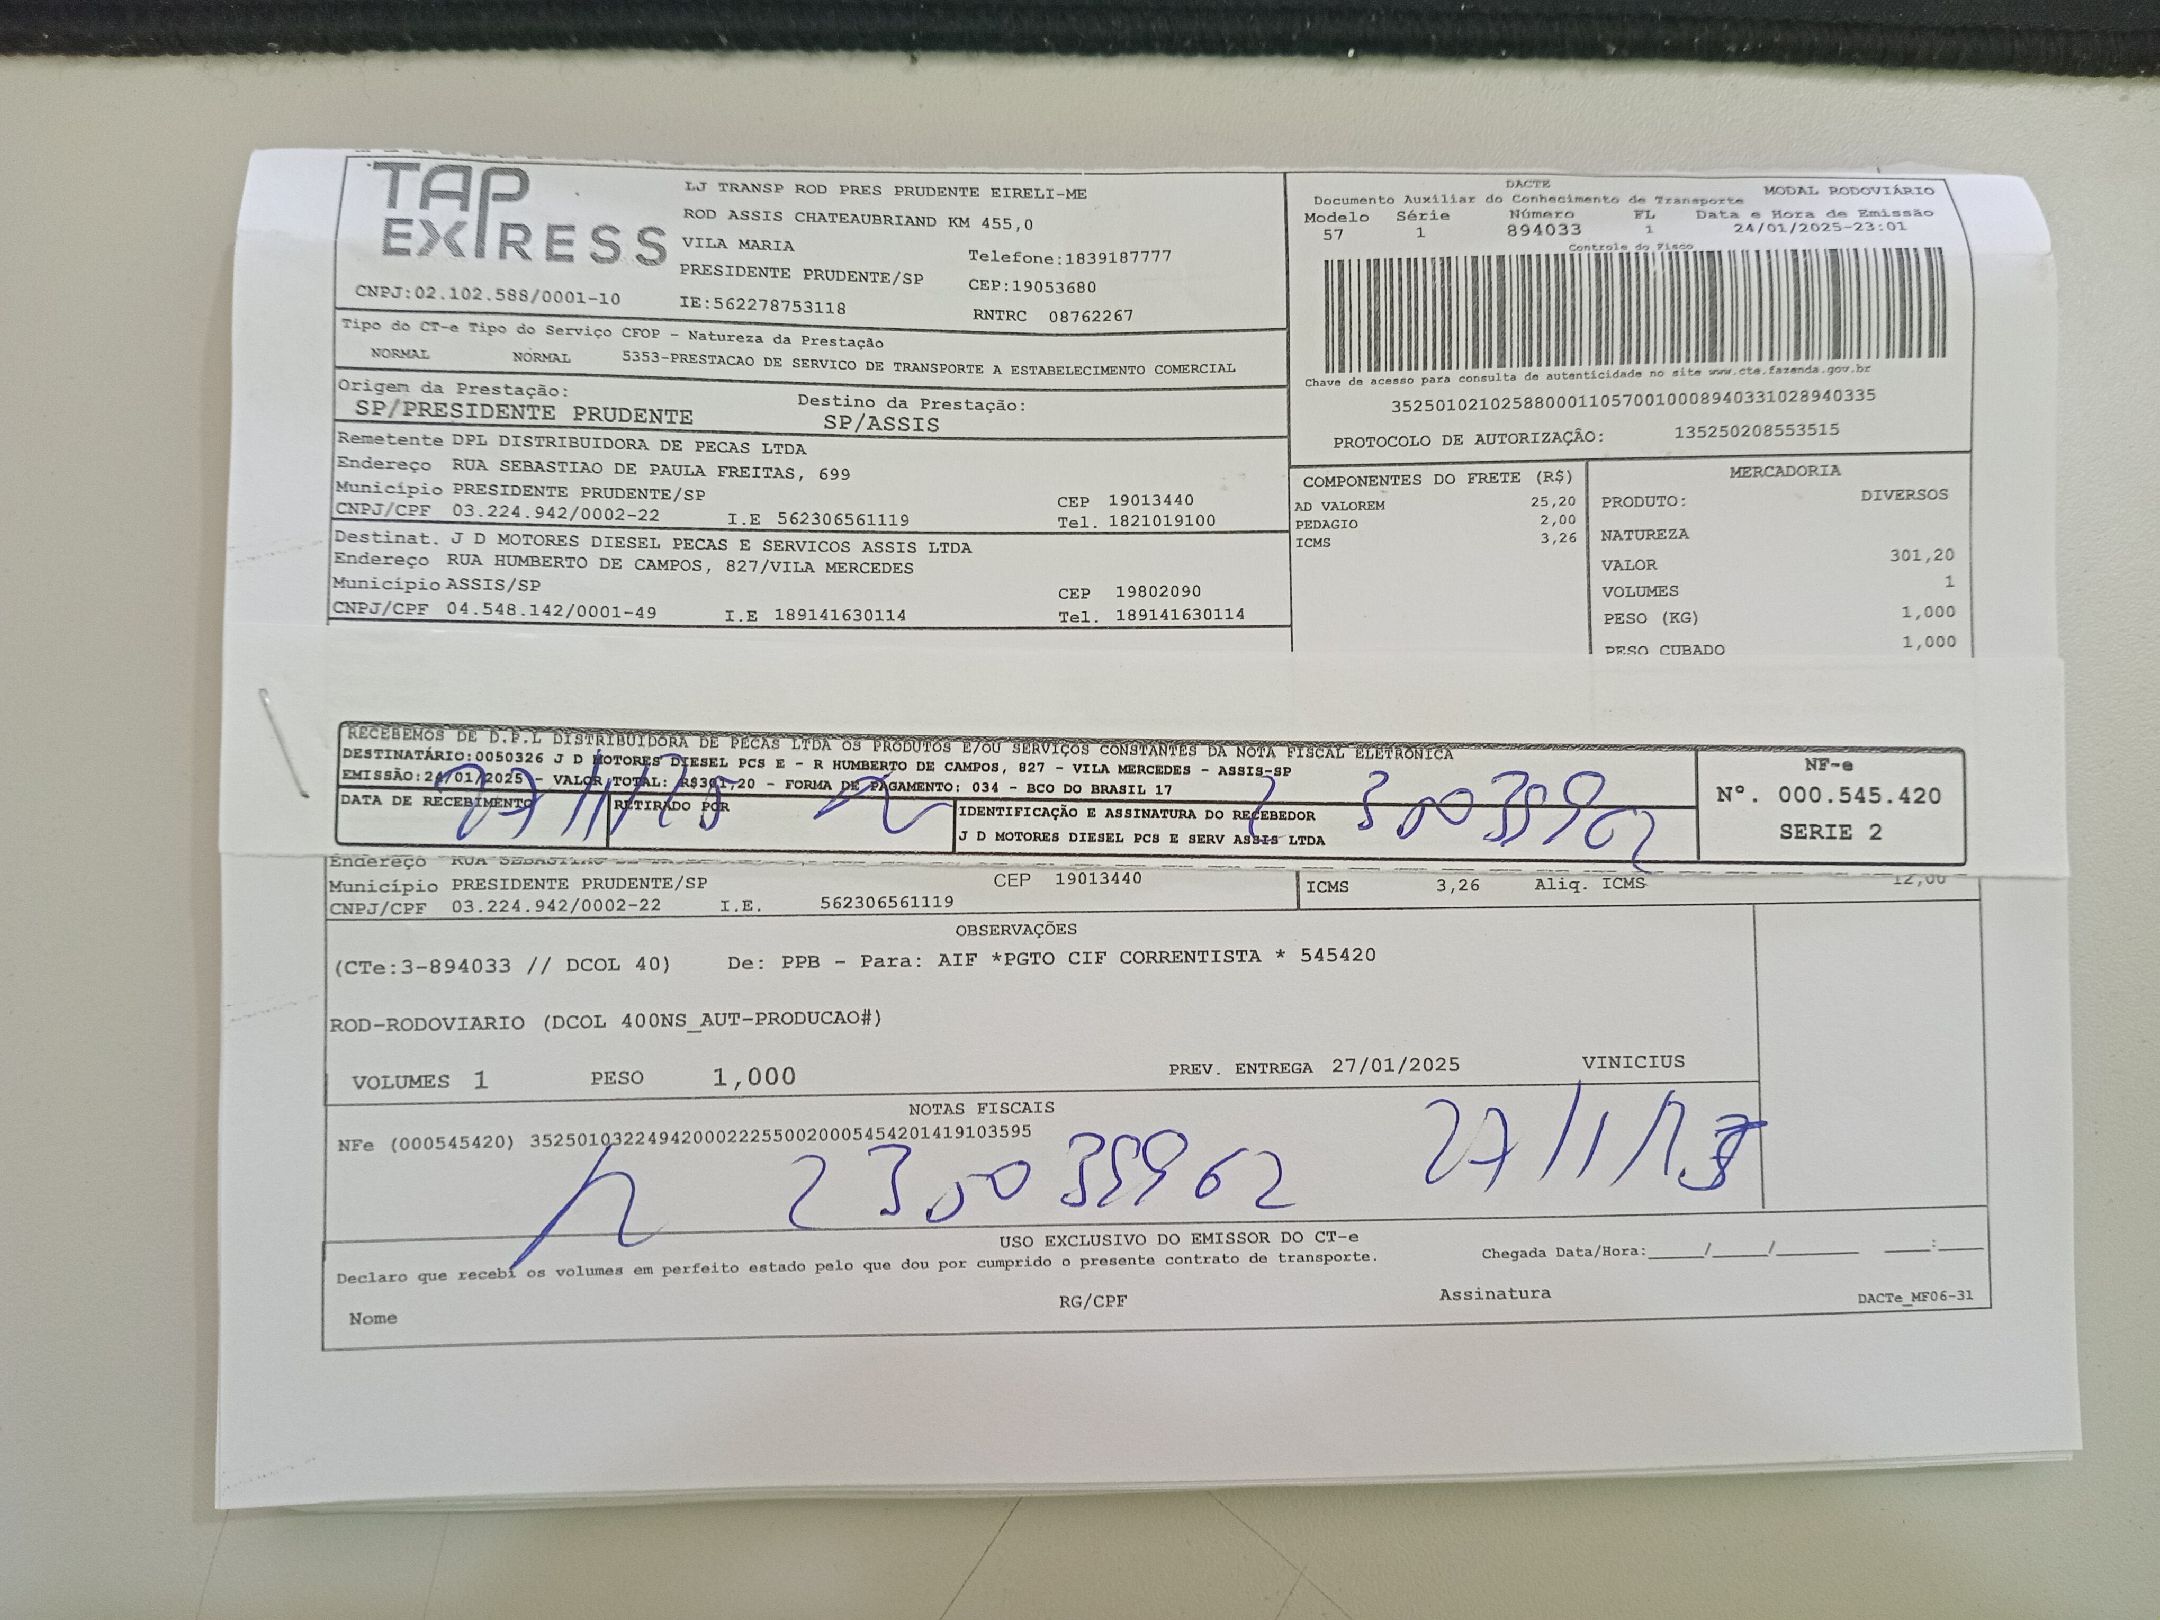 TAP EXPRESS
LJ TRANSP ROD PRES PRUDENTE EIRELI-ME
ROD ASSIS CHATEAUBRIAND KM 455,0
VILA MARIA
Telefone:1839187777
PRESIDENTE PRUDENTE/SP
CEP:19053680
CNPJ:02.102.588/0001-10
IE:562278753118
RNTRC 08762267
DACTE
Documento Auxiliar do Conhecimento de Transporte
MODAL RODOVIÁRIO
Modelo Série Número FL Data e Hora de Emissão
57 1 894033 1 24/01/2025-23:01
Controle do Fisco
Chave de acesso para consulta de autenticidade no site www.cte.fazenda.gov.br
35250102102588000110570010008940331028940335
PROTOCOLO DE AUTORIZAÇÃO: 135250208553515
Tipo do CT-e Tipo do Serviço CFOP - Natureza da Prestação
NORMAL NORMAL 5353-PRESTACAO DE SERVICO DE TRANSPORTE A ESTABELECIMENTO COMERCIAL
Origem da Prestação: Destino da Prestação:
SP/PRESIDENTE PRUDENTE SP/ASSIS
Remetente DPL DISTRIBUIDORA DE PECAS LTDA
Endereço RUA SEBASTIAO DE PAULA FREITAS, 699
Município PRESIDENTE PRUDENTE/SP CEP 19013440
CNPJ/CPF 03.224.942/0002-22 I.E 562306561119 Tel. 1821019100
Destinat. J D MOTORES DIESEL PECAS E SERVICOS ASSIS LTDA
Endereço RUA HUMBERTO DE CAMPOS, 827/VILA MERCEDES
Município ASSIS/SP CEP 19802090
CNPJ/CPF 04.548.142/0001-49 I.E 189141630114 Tel. 189141630114
COMPONENTES DO FRETE (R$)
AD VALOREM 25,20
PEDAGIO 2,00
ICMS 3,26
MERCADORIA
PRODUTO: DIVERSOS
NATUREZA
VALOR 301,20
VOLUMES 1
PESO (KG) 1,000
PESO CUBADO 1,000
RECEBEMOS DE D.P.L DISTRIBUIDORA DE PECAS LTDA OS PRODUTOS E/OU SERVIÇOS CONSTANTES DA NOTA FISCAL ELETRÔNICA
DESTINATÁRIO:0050326 J D MOTORES DIESEL PCS E - R HUMBERTO DE CAMPOS, 827 - VILA MERCEDES - ASSIS-SP
EMISSÃO:24/01/2025 - VALOR TOTAL: R$301,20 - FORMA DE PAGAMENTO: 034 - BCO DO BRASIL 17
DATA DE RECEBIMENTO
RETIRADO POR
IDENTIFICAÇÃO E ASSINATURA DO RECEBEDOR
J D MOTORES DIESEL PCS E SERV ASSIS LTDA
27/1/25
NF-e
Nº. 000.545.420
SERIE 2
Endereço RUA
Município PRESIDENTE PRUDENTE/SP CEP 19013440
CNPJ/CPF 03.224.942/0002-22 I.E. 562306561119
ICMS 3,26 Aliq. ICMS 12,00
OBSERVAÇÕES
(CTe:3-894033 // DCOL 40) De: PPB - Para: AIF *PGTO CIF CORRENTISTA * 545420
ROD-RODOVIARIO (DCOL 400NS_AUT-PRODUCAO#)
VOLUMES 1 PESO 1,000 PREV. ENTREGA 27/01/2025 VINICIUS
NOTAS FISCAIS
NFe (000545420) 35250103224942000222550020005454201419103595
USO EXCLUSIVO DO EMISSOR DO CT-e
Declaro que recebi os volumes em perfeito estado pelo que dou por cumprido o presente contrato de transporte.
Chegada Data/Hora:_____/_____/________ ____:____
Nome RG/CPF Assinatura
DACTe_MF06-31